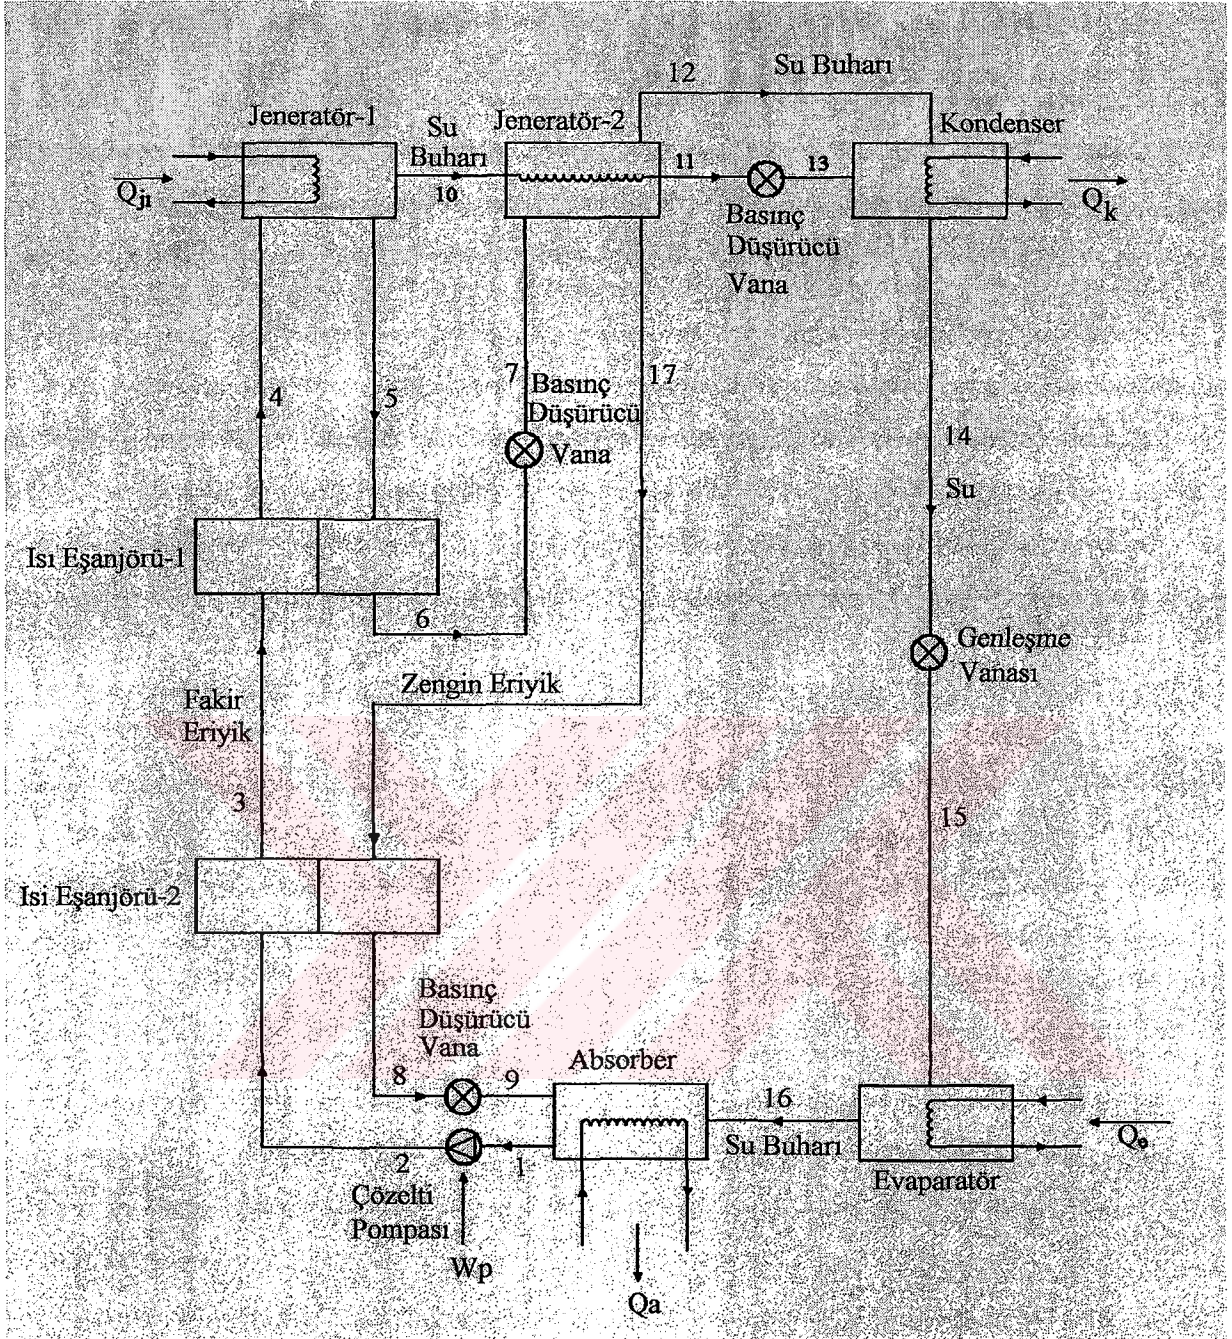 12
Su Buharı
Jeneratör-1
Su
Buharı
10
Jeneratör-2
Kondenser
11
13
Qj1
Basınç
Düşürücü
Vana
Qk
4
5
7
Basınç
Düşürücü
Vana
17
14
Su
Isı Eşanjörü-1
6
Genleşme
Vanası
Zengin Eriyik
Fakir
Eriyik
3
15
Isi Eşanjörü-2
Basınç
Düşürücü
Vana
8
9
Absorber
16
Su Buharı
Qo
Evaparatör
2
1
Çözelti
Pompası
Wp
Qa